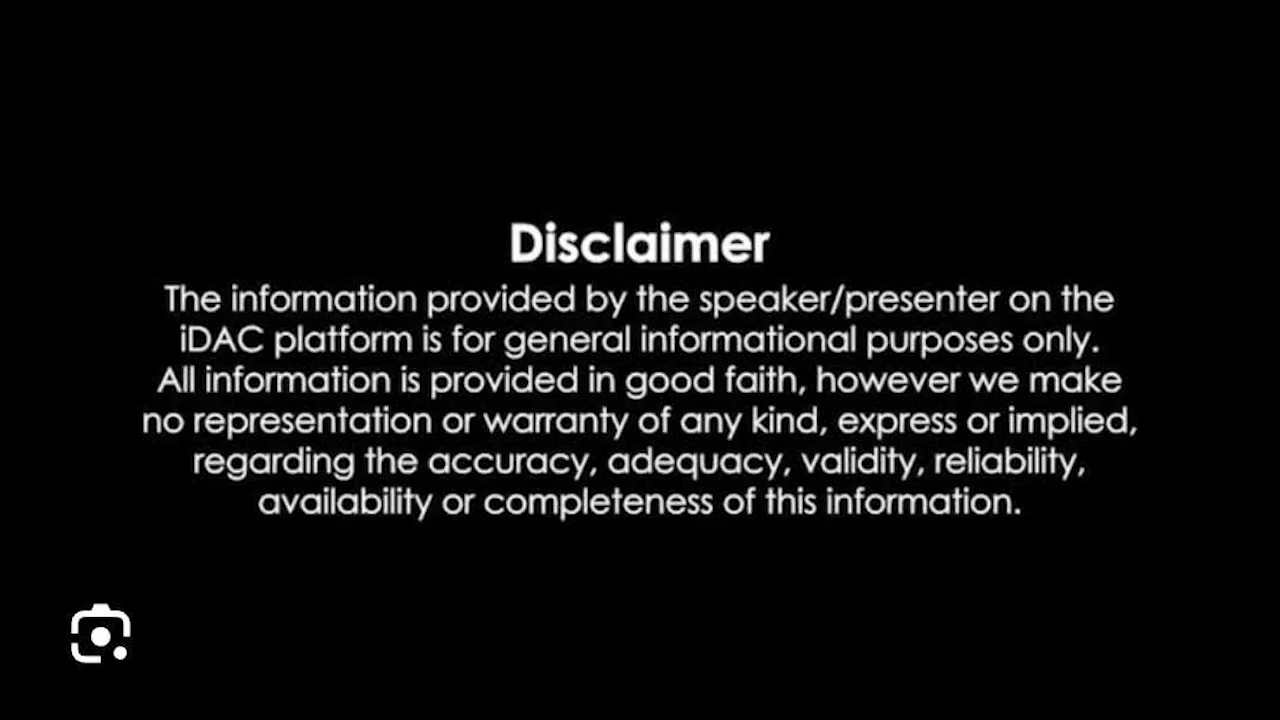 Disclaimer
The information provided by the speaker/presenter on the
iDAC platform is for general informational purposes only.
All information is provided in good faith, however we make
no representation or warranty of any kind, express or implied,
regarding the accuracy, adequacy, validity, reliability,
availability or completeness of this information.